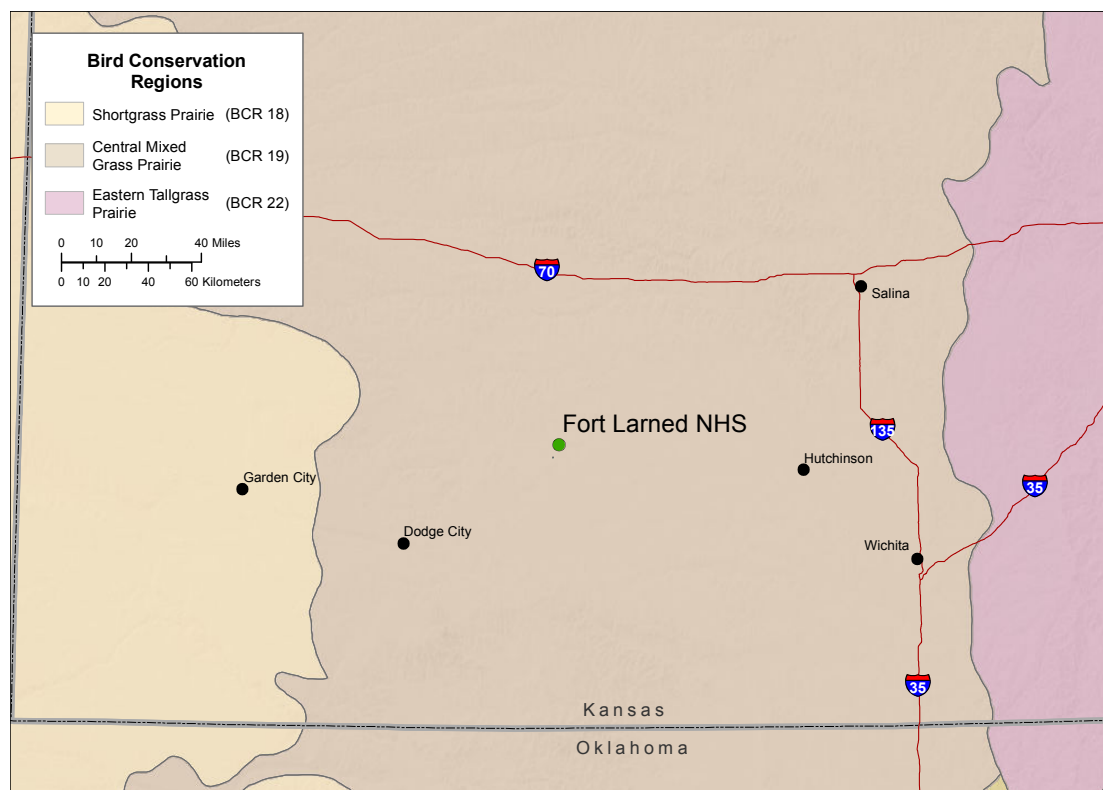 Bird Conservation
Regions
Shortgrass Prairie (BCR 18)
Central Mixed
Grass Prairie (BCR 19)
Eastern Tallgrass
Prairie (BCR 22)
0 10 20 40 Miles
0 10 20 40 60 Kilometers
70
Salina
Fort Larned NHS
135
Hutchinson
Garden City
35
Dodge City
Wichita
35
Kansas
Oklahoma